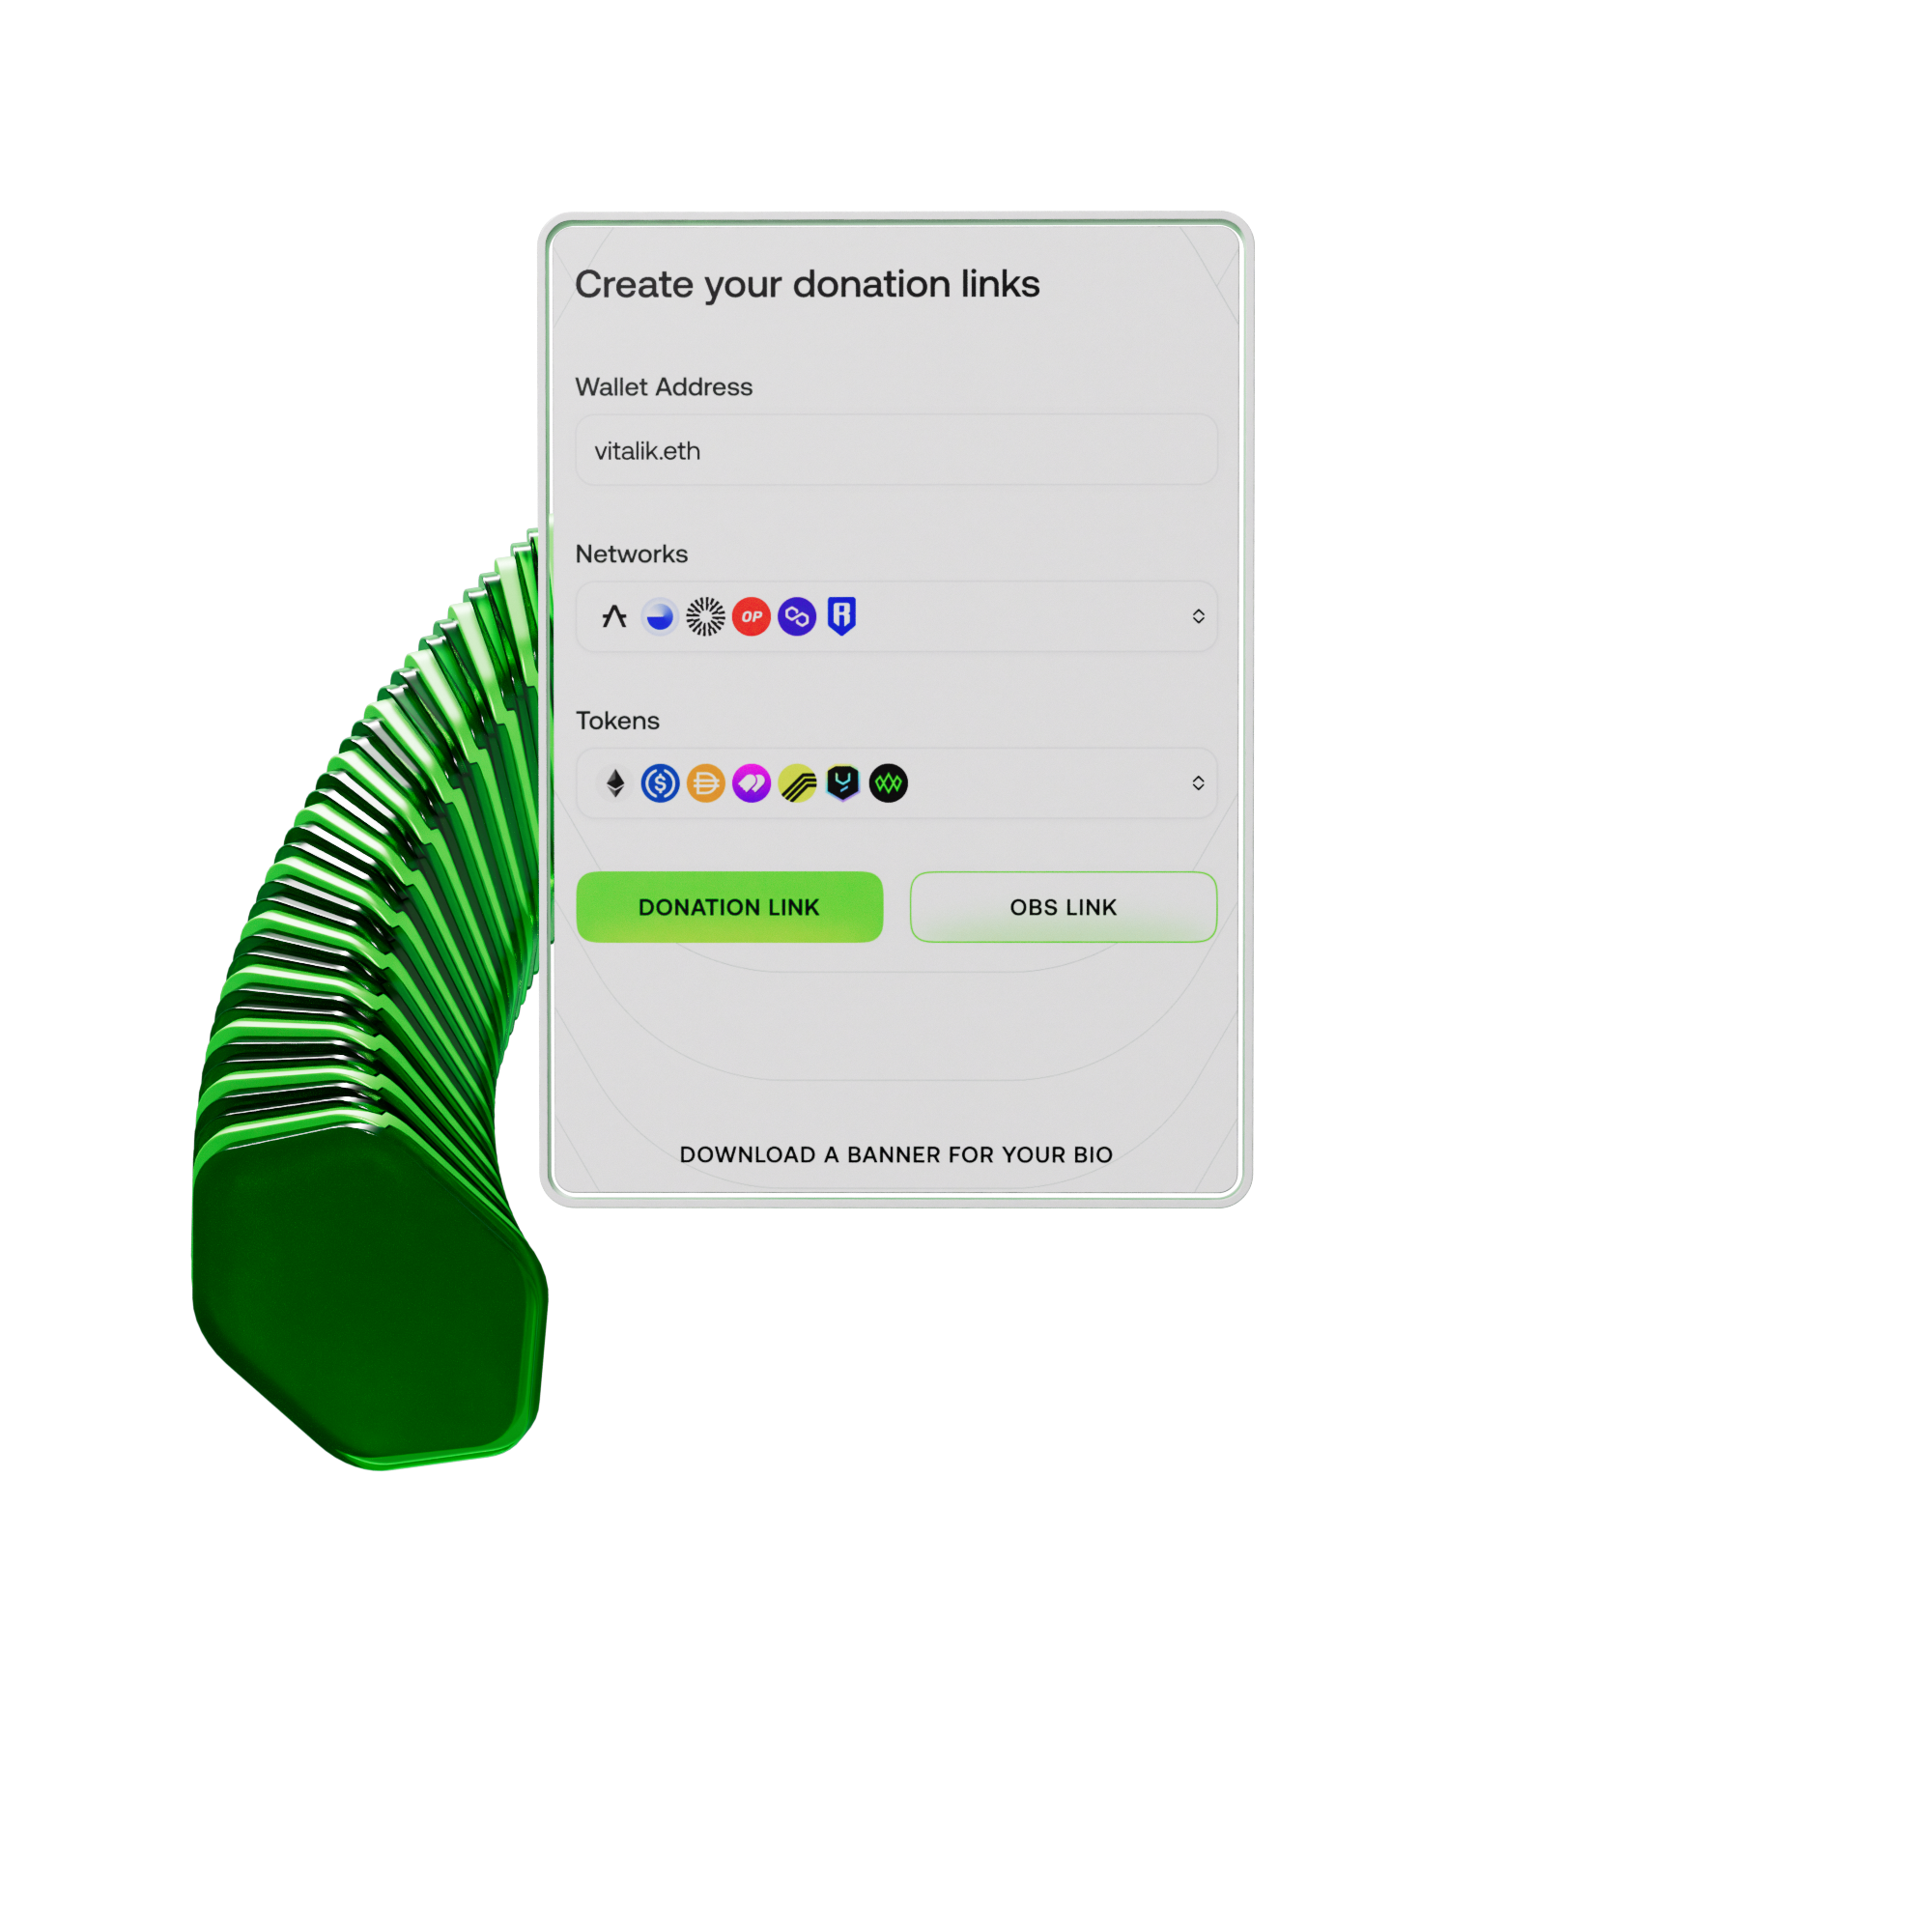 Create your donation links
Wallet Address
vitalik.eth
Networks
OP
Tokens
DONATION LINK
OBS LINK
DOWNLOAD A BANNER FOR YOUR BIO